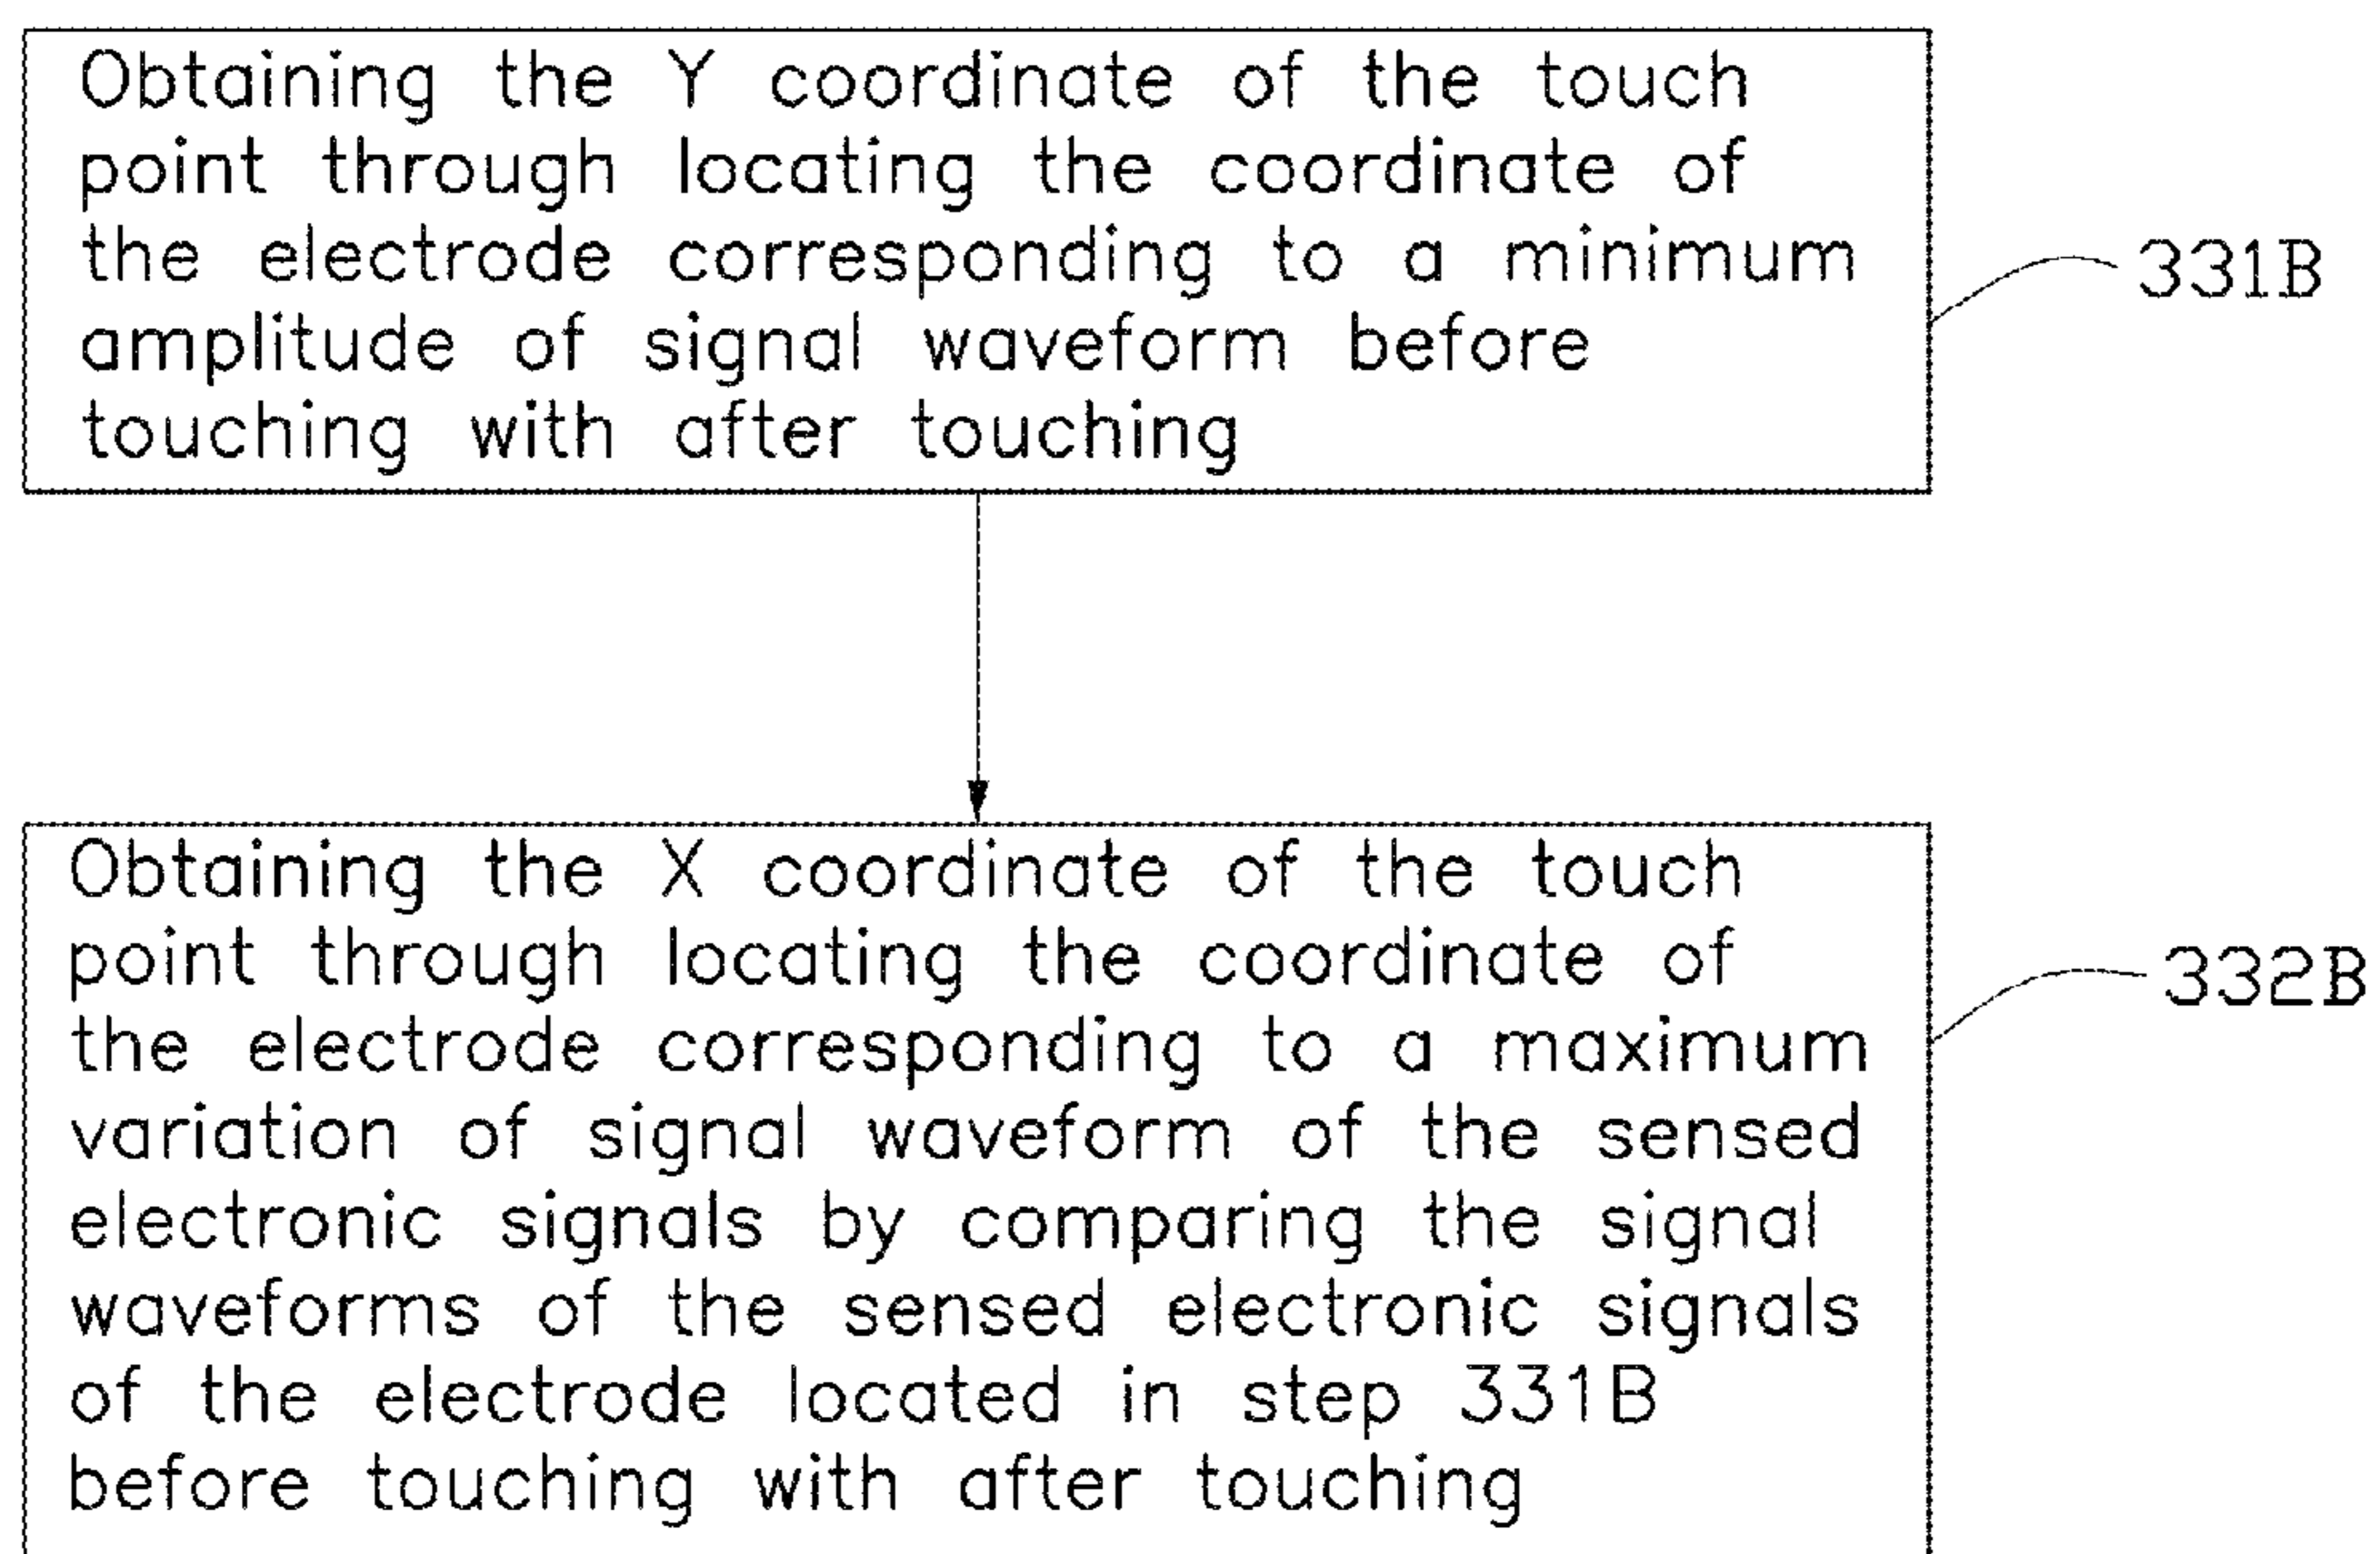 Obtaining the Y coordinate of the touch
point through locating the coordinate of
the electrode corresponding to a minimum
amplitude of signal waveform before
touching with after touching
331B
Obtaining the X coordinate of the touch
point through locating the coordinate of
the electrode corresponding to a maximum
variation of signal waveform of the sensed
electronic signals by comparing the signal
waveforms of the sensed electronic signals
of the electrode located in step 331B
before touching with after touching
332B